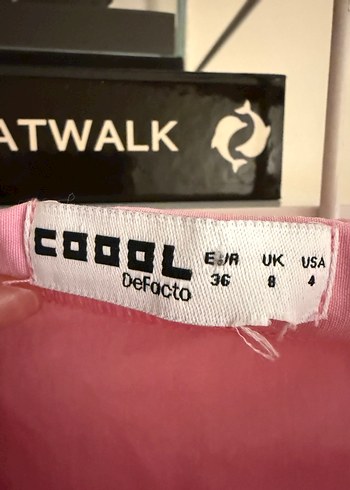 ATWALK
COOOL
DeFacto
EUR UK USA
36 8 4